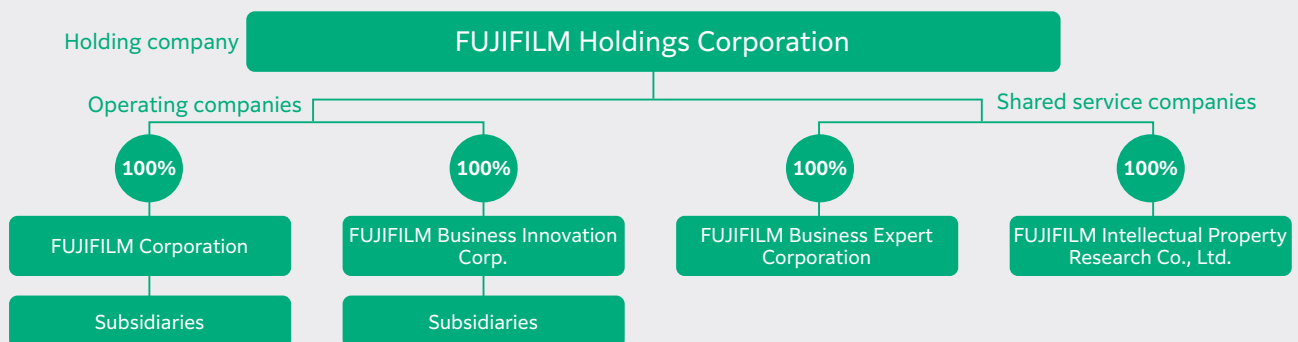 Holding company
FUJIFILM Holdings Corporation
Operating companies
Shared service companies
100%
100%
100%
100%
FUJIFILM Corporation
FUJIFILM Business Innovation
Corp.
FUJIFILM Business Expert
Corporation
FUJIFILM Intellectual Property
Research Co., Ltd.
Subsidiaries
Subsidiaries